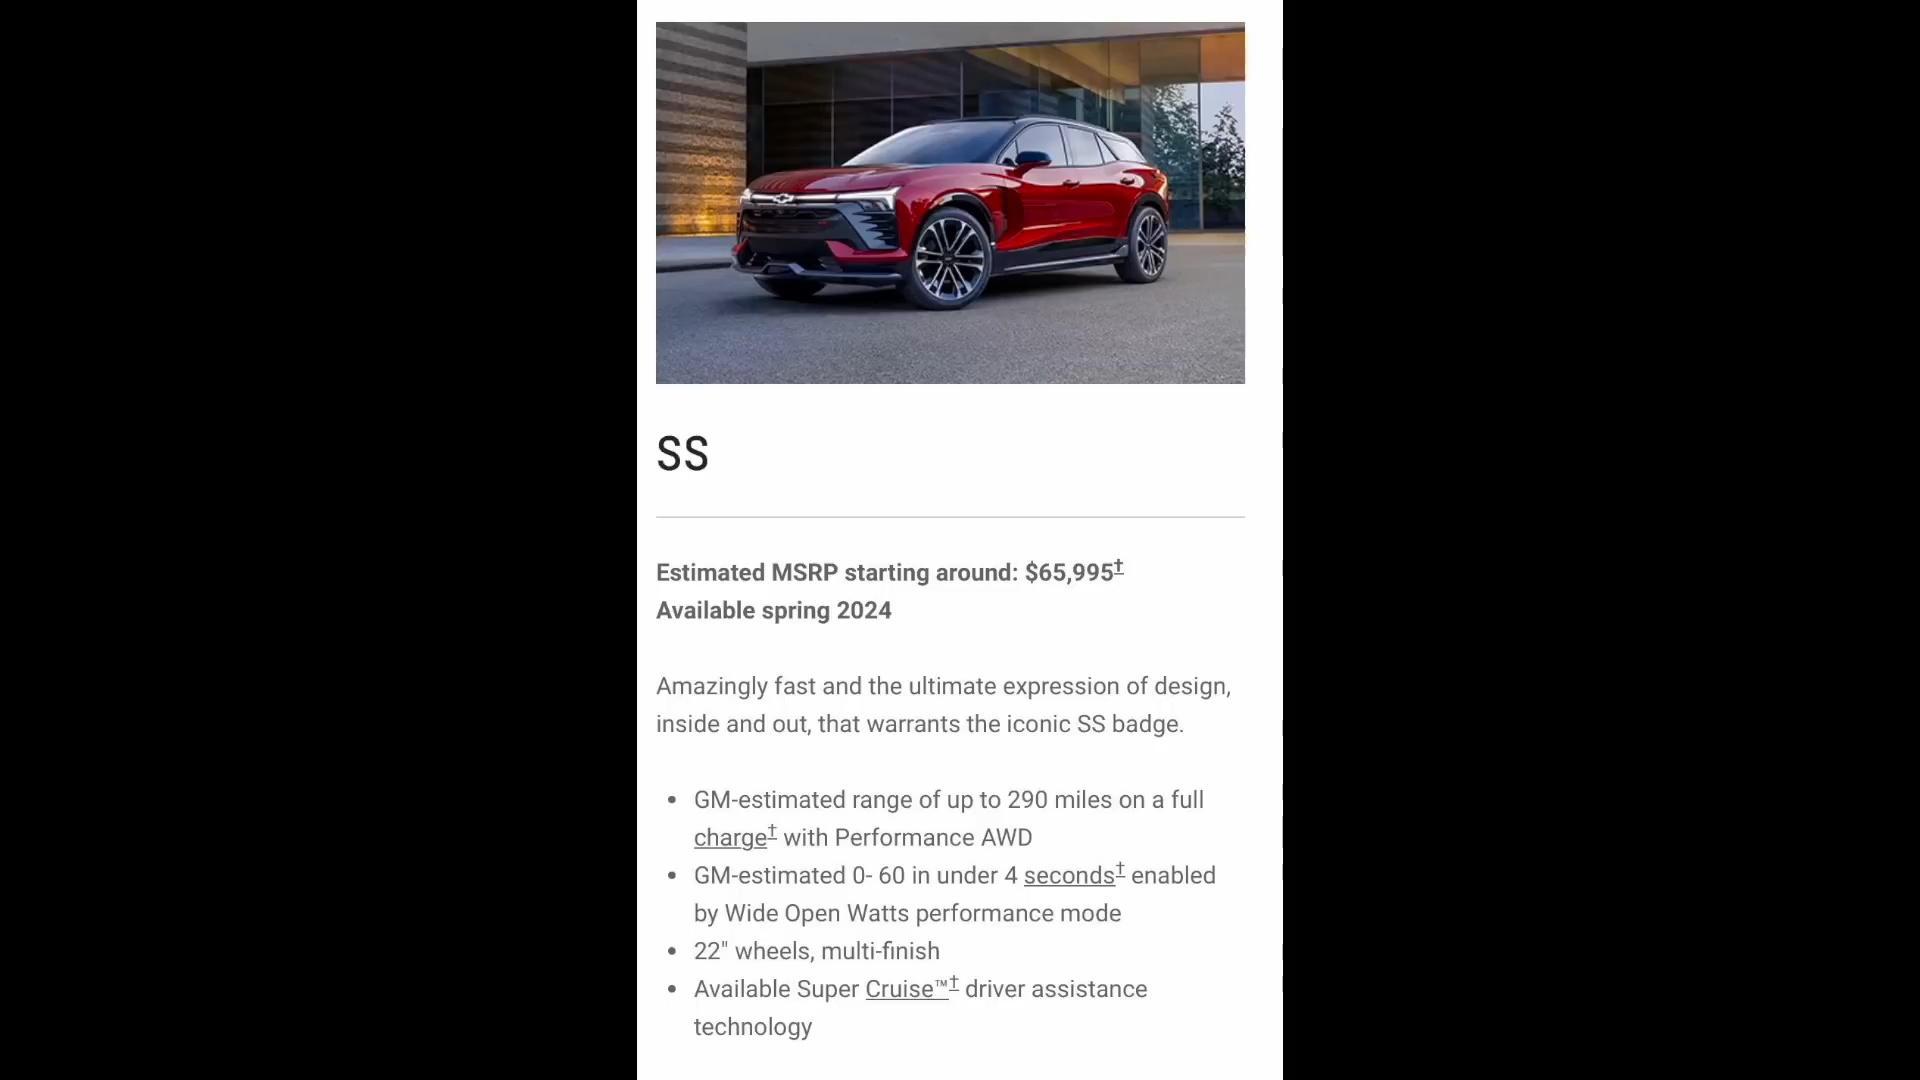 SS
Estimated MSRP starting around: $65,995†
Available spring 2024
Amazingly fast and the ultimate expression of design,
inside and out, that warrants the iconic SS badge.
• GM-estimated range of up to 290 miles on a full
charge† with Performance AWD
• GM-estimated 0- 60 in under 4 seconds† enabled
by Wide Open Watts performance mode
• 22" wheels, multi-finish
• Available Super Cruise™† driver assistance
technology